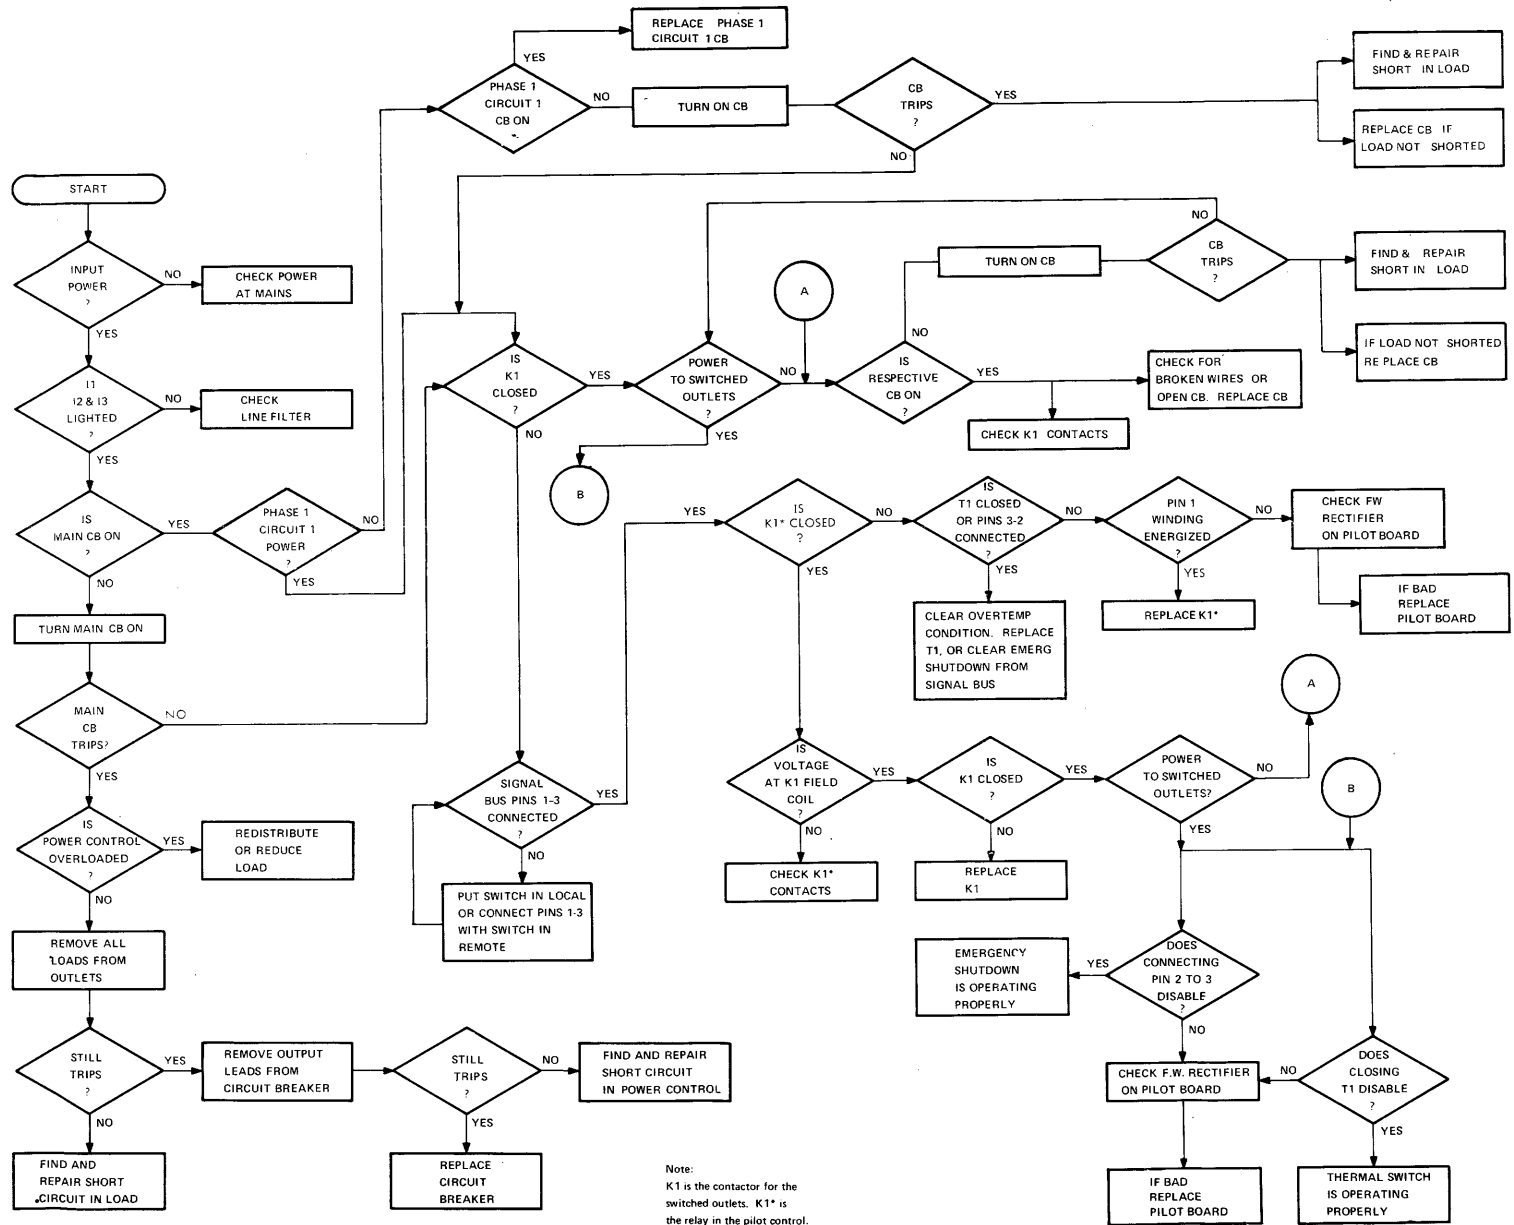 START
INPUT
POWER
?
NO
CHECK POWER
AT MAINS
YES
I1
I2 & I3
LIGHTED
?
NO
CHECK
LINE FILTER
YES
IS
MAIN CB ON
?
YES
PHASE 1
CIRCUIT 1
POWER
?
NO
YES
NO
TURN MAIN CB ON
MAIN
CB
TRIPS?
NO
YES
IS
POWER CONTROL
OVERLOADED
?
YES
REDISTRIBUTE
OR REDUCE
LOAD
NO
REMOVE ALL
LOADS FROM
OUTLETS
STILL
TRIPS
?
YES
REMOVE OUTPUT
LEADS FROM
CIRCUIT BREAKER
STILL
TRIPS
?
NO
FIND AND REPAIR
SHORT CIRCUIT
IN POWER CONTROL
YES
REPLACE
CIRCUIT
BREAKER
NO
FIND AND
REPAIR SHORT
CIRCUIT IN LOAD
PHASE 1
CIRCUIT 1
CB ON
YES
REPLACE PHASE 1
CIRCUIT 1 CB
NO
TURN ON CB
CB
TRIPS
?
YES
FIND & REPAIR
SHORT IN LOAD
REPLACE CB IF
LOAD NOT SHORTED
NO
IS
K1
CLOSED
?
YES
POWER
TO SWITCHED
OUTLETS
?
NO
YES
B
A
IS
RESPECTIVE
CB ON
?
NO
TURN ON CB
CB
TRIPS
?
NO
FIND & REPAIR
SHORT IN LOAD
IF LOAD NOT SHORTED
REPLACE CB
YES
CHECK FOR
BROKEN WIRES OR
OPEN CB. REPLACE CB
CHECK K1 CONTACTS
NO
SIGNAL
BUS PINS 1-3
CONNECTED
?
YES
NO
PUT SWITCH IN LOCAL
OR CONNECT PINS 1-3
WITH SWITCH IN
REMOTE
YES
IS
K1* CLOSED
?
NO
IS
T1 CLOSED
OR PINS 3-2
CONNECTED
?
NO
PIN 1
WINDING
ENERGIZED
?
NO
CHECK FW
RECTIFIER
ON PILOT BOARD
IF BAD
REPLACE
PILOT BOARD
YES
YES
CLEAR OVERTEMP
CONDITION. REPLACE
T1, OR CLEAR EMERG
SHUTDOWN FROM
SIGNAL BUS
YES
REPLACE K1*
IS
VOLTAGE
AT K1 FIELD
COIL
?
YES
IS
K1 CLOSED
?
YES
POWER
TO SWITCHED
OUTLETS?
NO
A
B
NO
CHECK K1*
CONTACTS
NO
REPLACE
K1
YES
DOES
CONNECTING
PIN 2 TO 3
DISABLE
?
YES
EMERGENCY
SHUTDOWN
IS OPERATING
PROPERLY
NO
CHECK F.W. RECTIFIER
ON PILOT BOARD
NO
DOES
CLOSING
T1 DISABLE
?
YES
IF BAD
REPLACE
PILOT BOARD
THERMAL SWITCH
IS OPERATING
PROPERLY
Note:
K1 is the contactor for the
switched outlets. K1* is
the relay in the pilot control.